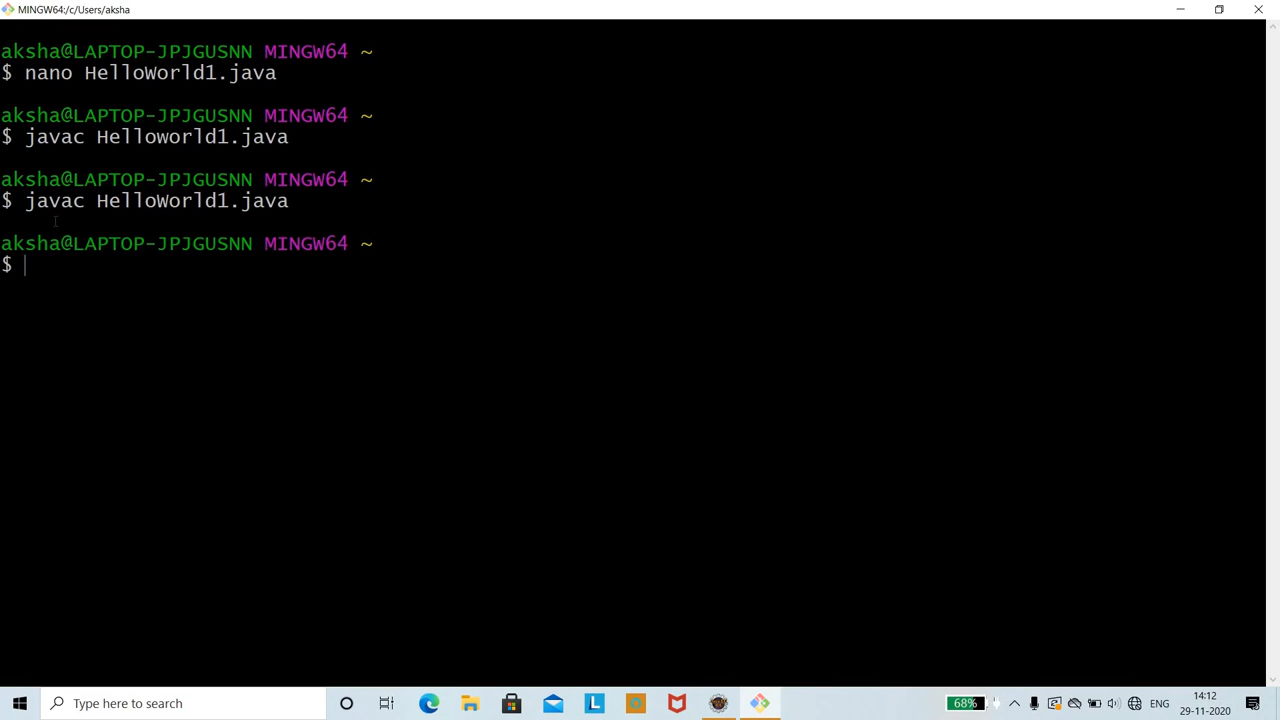 MINGW64:/c/Users/aksha
aksha@LAPTOP-JPJGUSNN MINGW64 ~
$ nano HelloWorld1.java
aksha@LAPTOP-JPJGUSNN MINGW64 ~
$ javac Helloworld1.java
aksha@LAPTOP-JPJGUSNN MINGW64 ~
$ javac HelloWorld1.java
aksha@LAPTOP-JPJGUSNN MINGW64 ~
$
Type here to search
L
68%
ENG
14:12
29-11-2020